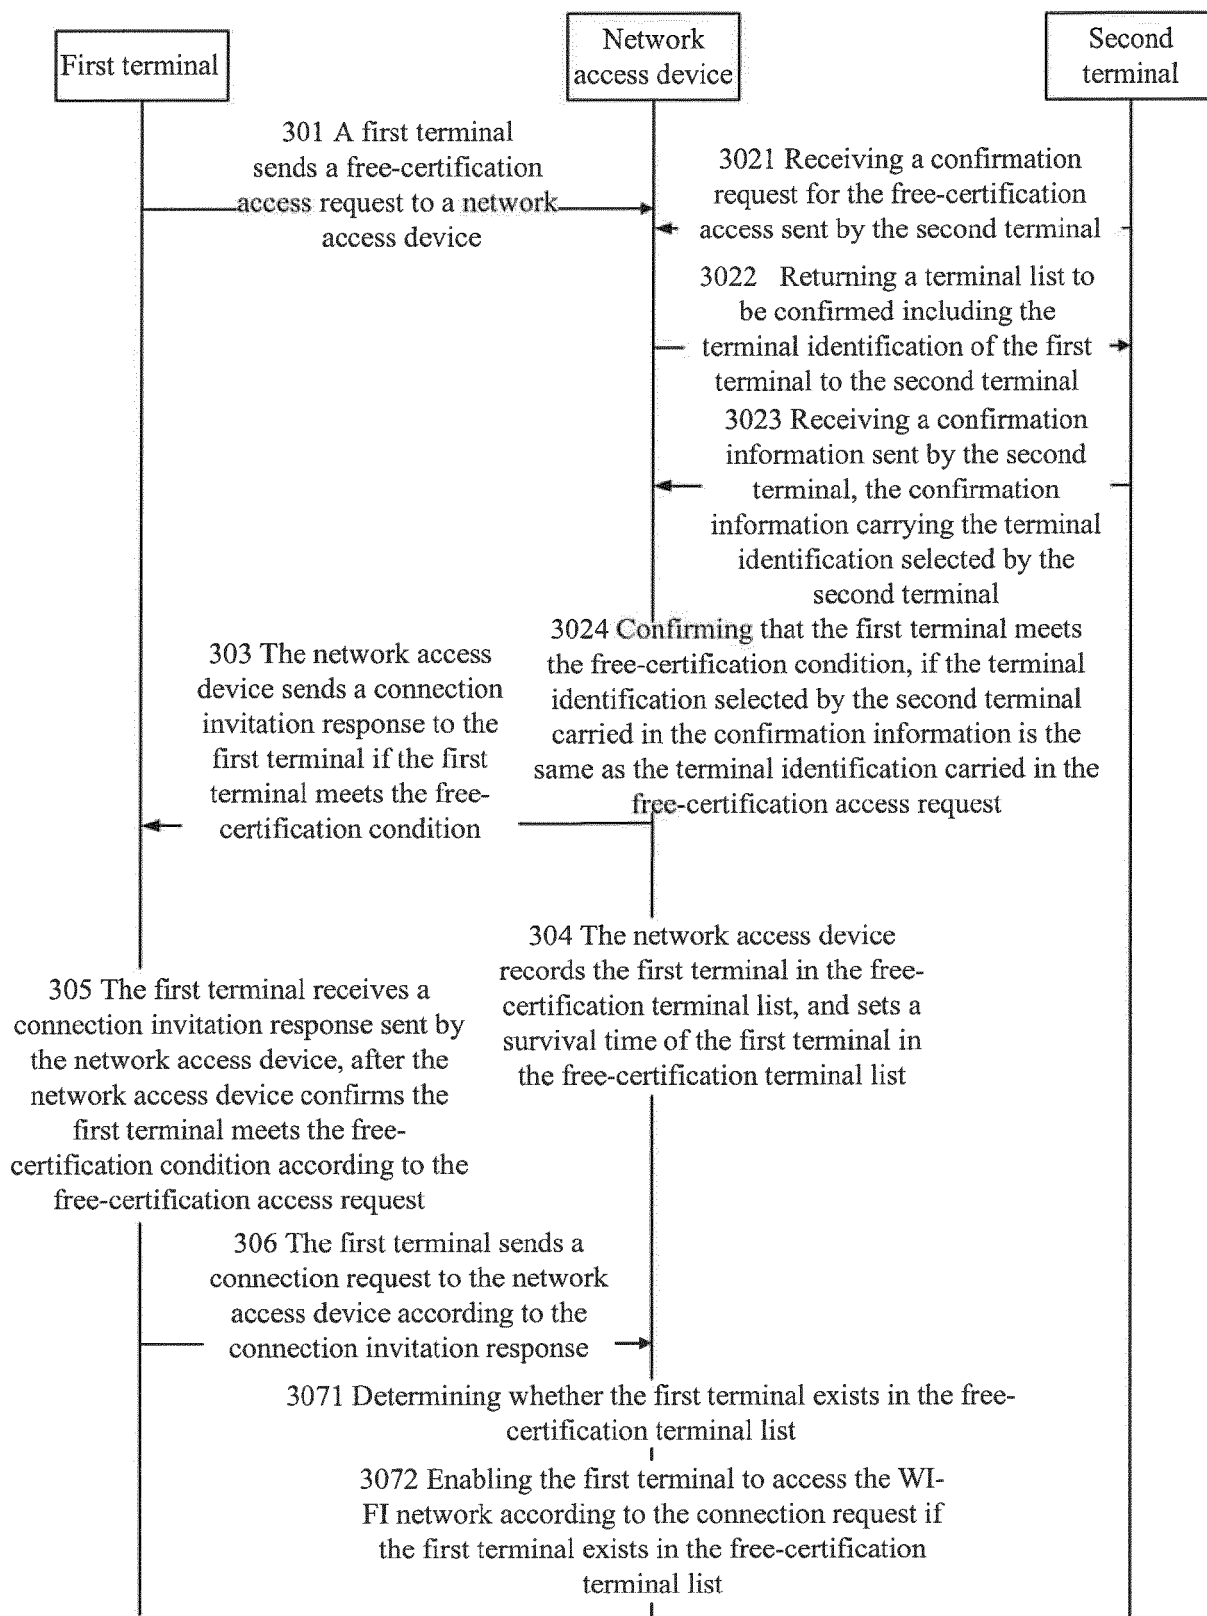 First terminal
Network
access device
Second
terminal
301 A first terminal
sends a free-certification
access request to a network
access device
3021 Receiving a confirmation
request for the free-certification
access sent by the second terminal
3022 Returning a terminal list to
be confirmed including the
terminal identification of the first
terminal to the second terminal
3023 Receiving a confirmation
information sent by the second
terminal, the confirmation
information carrying the terminal
identification selected by the
second terminal
3024 Confirming that the first terminal meets
the free-certification condition, if the terminal
identification selected by the second terminal
carried in the confirmation information is the
same as the terminal identification carried in the
free-certification access request
303 The network access
device sends a connection
invitation response to the
first terminal if the first
terminal meets the free-
certification condition
304 The network access device
records the first terminal in the free-
certification terminal list, and sets a
survival time of the first terminal in
the free-certification terminal list
305 The first terminal receives a
connection invitation response sent by
the network access device, after the
network access device confirms the
first terminal meets the free-
certification condition according to the
free-certification access request
306 The first terminal sends a
connection request to the network
access device according to the
connection invitation response
3071 Determining whether the first terminal exists in the free-
certification terminal list
3072 Enabling the first terminal to access the WI-
FI network according to the connection request if
the first terminal exists in the free-certification
terminal list